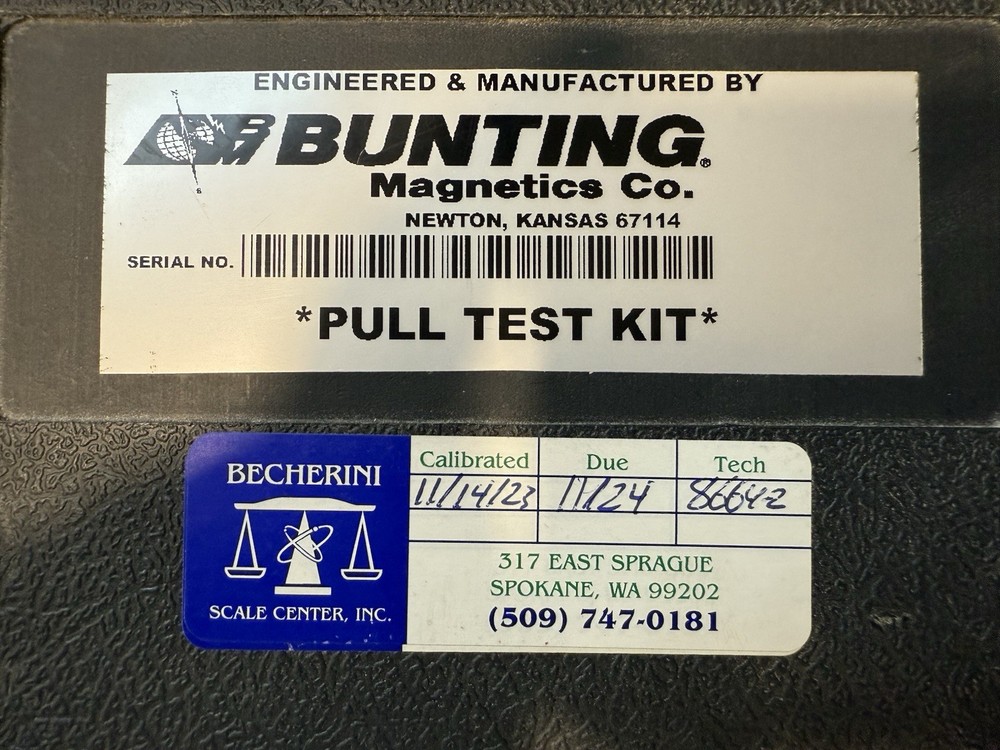 ENGINEERED & MANUFACTURED BY
BM BUNTING®
Magnetics Co.
NEWTON, KANSAS 67114
SERIAL NO.
*PULL TEST KIT*
BECHERINI
SCALE CENTER, INC.
Calibrated Due Tech
11/14/23 11/24 8664-2
317 EAST SPRAGUE
SPOKANE, WA 99202
(509) 747-0181